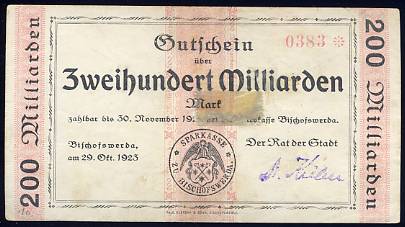 200 Milliarden
Gutschein
über
0383 *
Zweihundert Milliarden
Mark
zahlbar bis 30. November 19 Bischofswerda.
Bischofswerda,
am 29. Okt. 1923
Der Rat der Stadt
SPARKASSE
ZU BISCHOFSWERDA
200 Milliarden